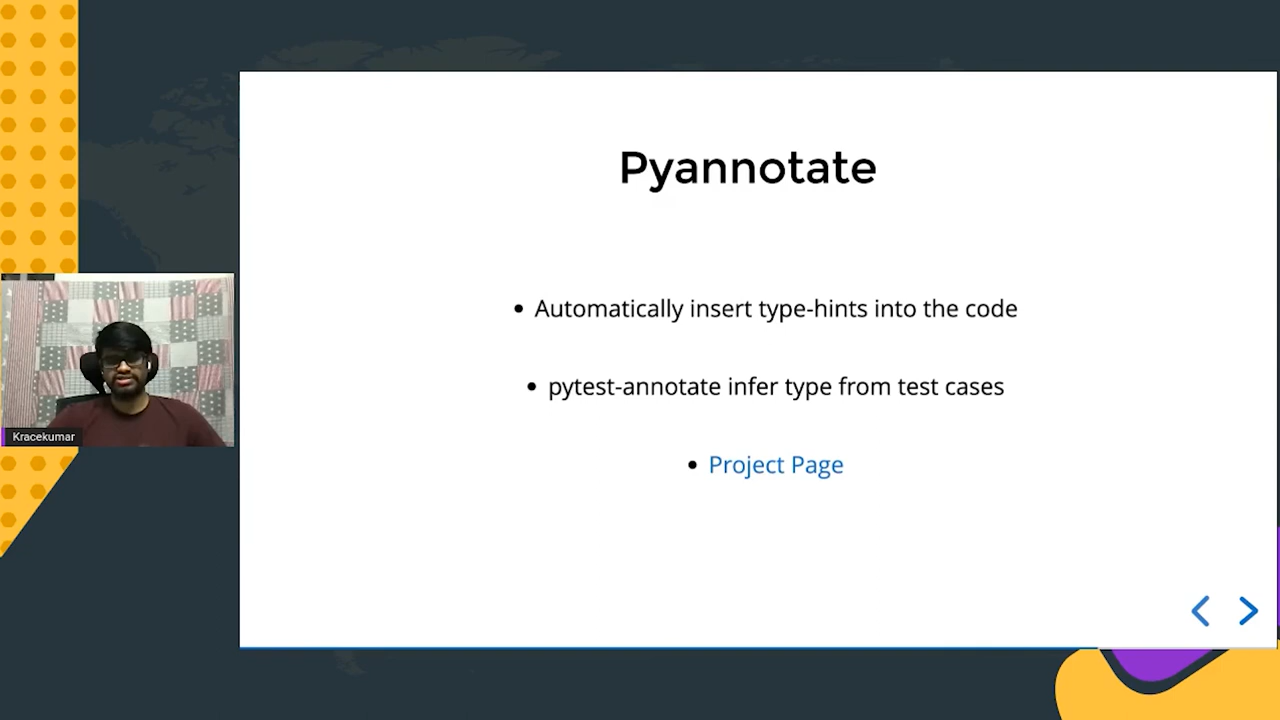 Pyannotate
Automatically insert type-hints into the code
pytest-annotate infer type from test cases
Project Page
Kracekumar